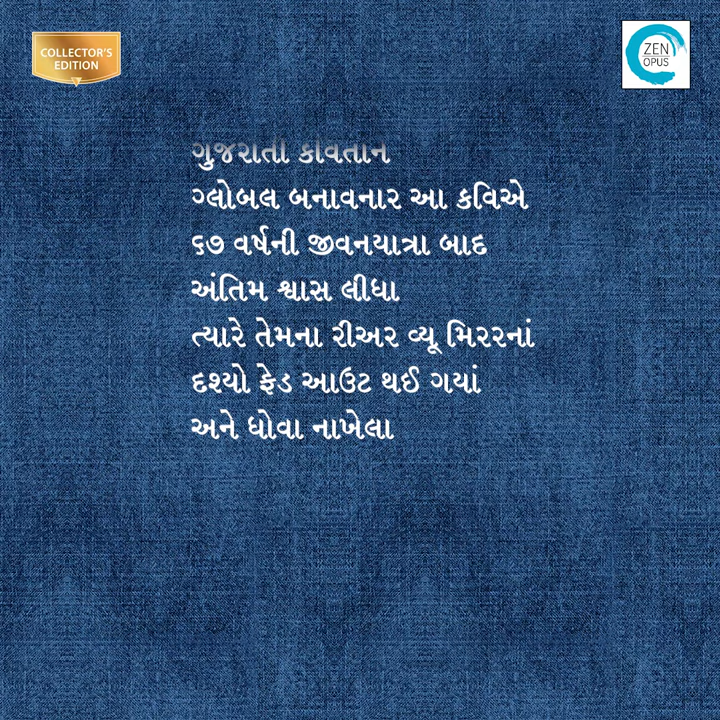 COLLECTOR'S
EDITION
ZEN
OPUS
ગુજરાતી કવિતાને
ગ્લોબલ બનાવનાર આ કવિએ
૬૭ વર્ષની જીવનયાત્રા બાદ
અંતિમ શ્વાસ લીધા
ત્યારે તેમના રીઅર વ્યૂ મિરરનાં
દશ્યો ફેડ આઉટ થઈ ગયાં
અને ધોવા નાખેલા